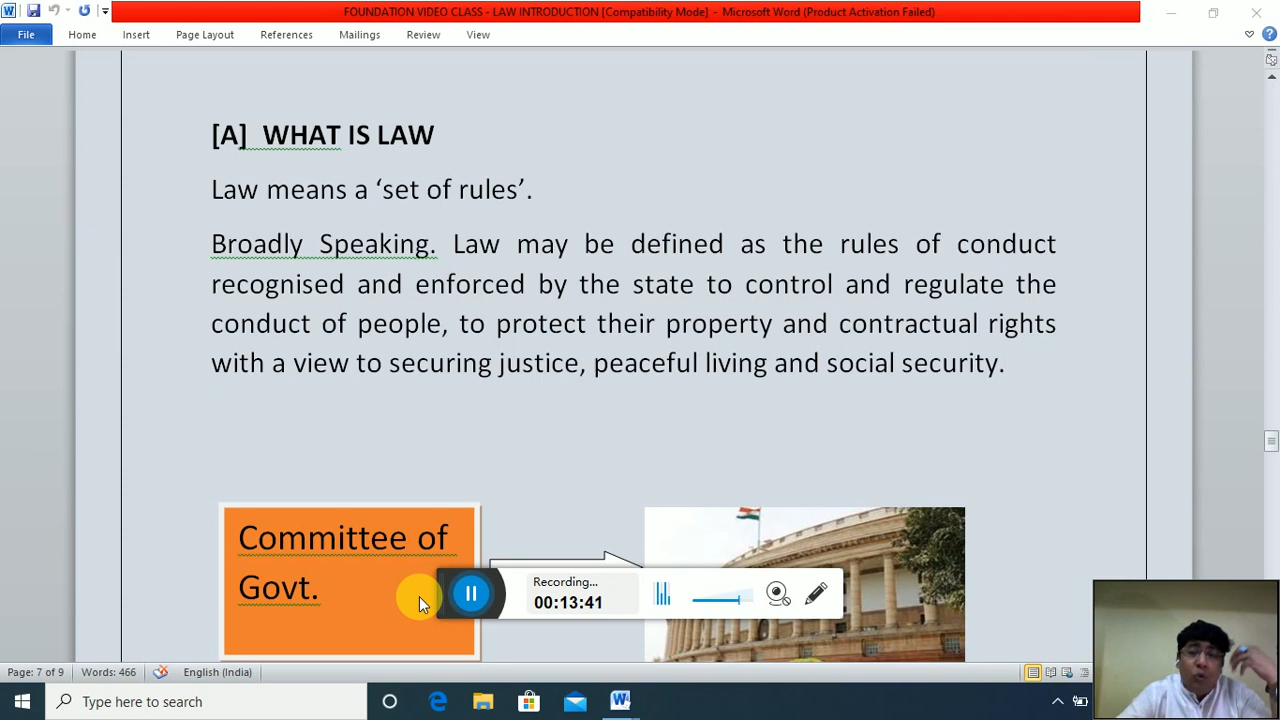 FOUNDATION VIDEO CLASS - LAW INTRODUCTION [Compatibility Mode] - Microsoft Word (Product Activation Failed)
File Home Insert Page Layout References Mailings Review View
[A] WHAT IS LAW
Law means a ‘set of rules’.
Broadly Speaking. Law may be defined as the rules of conduct
recognised and enforced by the state to control and regulate the
conduct of people, to protect their property and contractual rights
with a view to securing justice, peaceful living and social security.
Committee of
Govt.
Recording...
00:13:41
Page: 7 of 9 Words: 466 English (India)
Type here to search